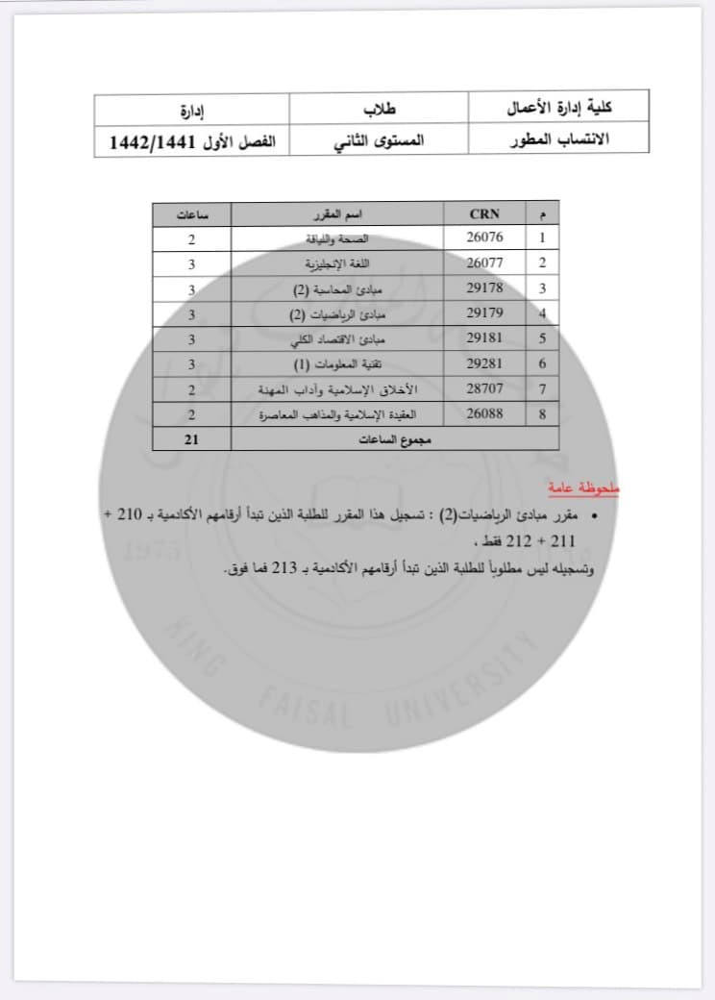 كلية إدارة الأعمال طلاب إدارة
الانتساب المطور المستوى الثاني الفصل الأول 1442/1441
م CRN اسم المقرر ساعات
1 26076 الصحة واللياقة 2
2 26077 اللغة الإنجليزية 3
3 29178 مبادئ المحاسبة (2) 3
4 29179 مبادئ الرياضيات (2) 3
5 29181 مبادئ الاقتصاد الكلي 3
6 29281 تقنية المعلومات (1) 3
7 28707 الأخلاق الإسلامية وآداب المهنة 2
8 26088 العقيدة الإسلامية والمذاهب المعاصرة 2
مجموع الساعات 21
ملحوظة عامة
• مقرر مبادئ الرياضيات(2) : تسجيل هذا المقرر للطلبة الذين تبدأ أرقامهم الأكاديمية بـ 210 +
211 + 212 فقط ،
وتسجيله ليس مطلوباً للطلبة الذين تبدأ أرقامهم الأكاديمية بـ 213 فما فوق.
1975
KING FAISAL UNIVERSITY